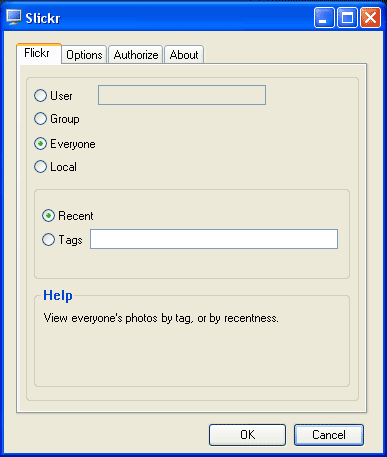 Slickr
Flickr Options Authorize About
User
Group
Everyone
Local
Recent
Tags
Help
View everyone's photos by tag, or by recentness.
OK Cancel